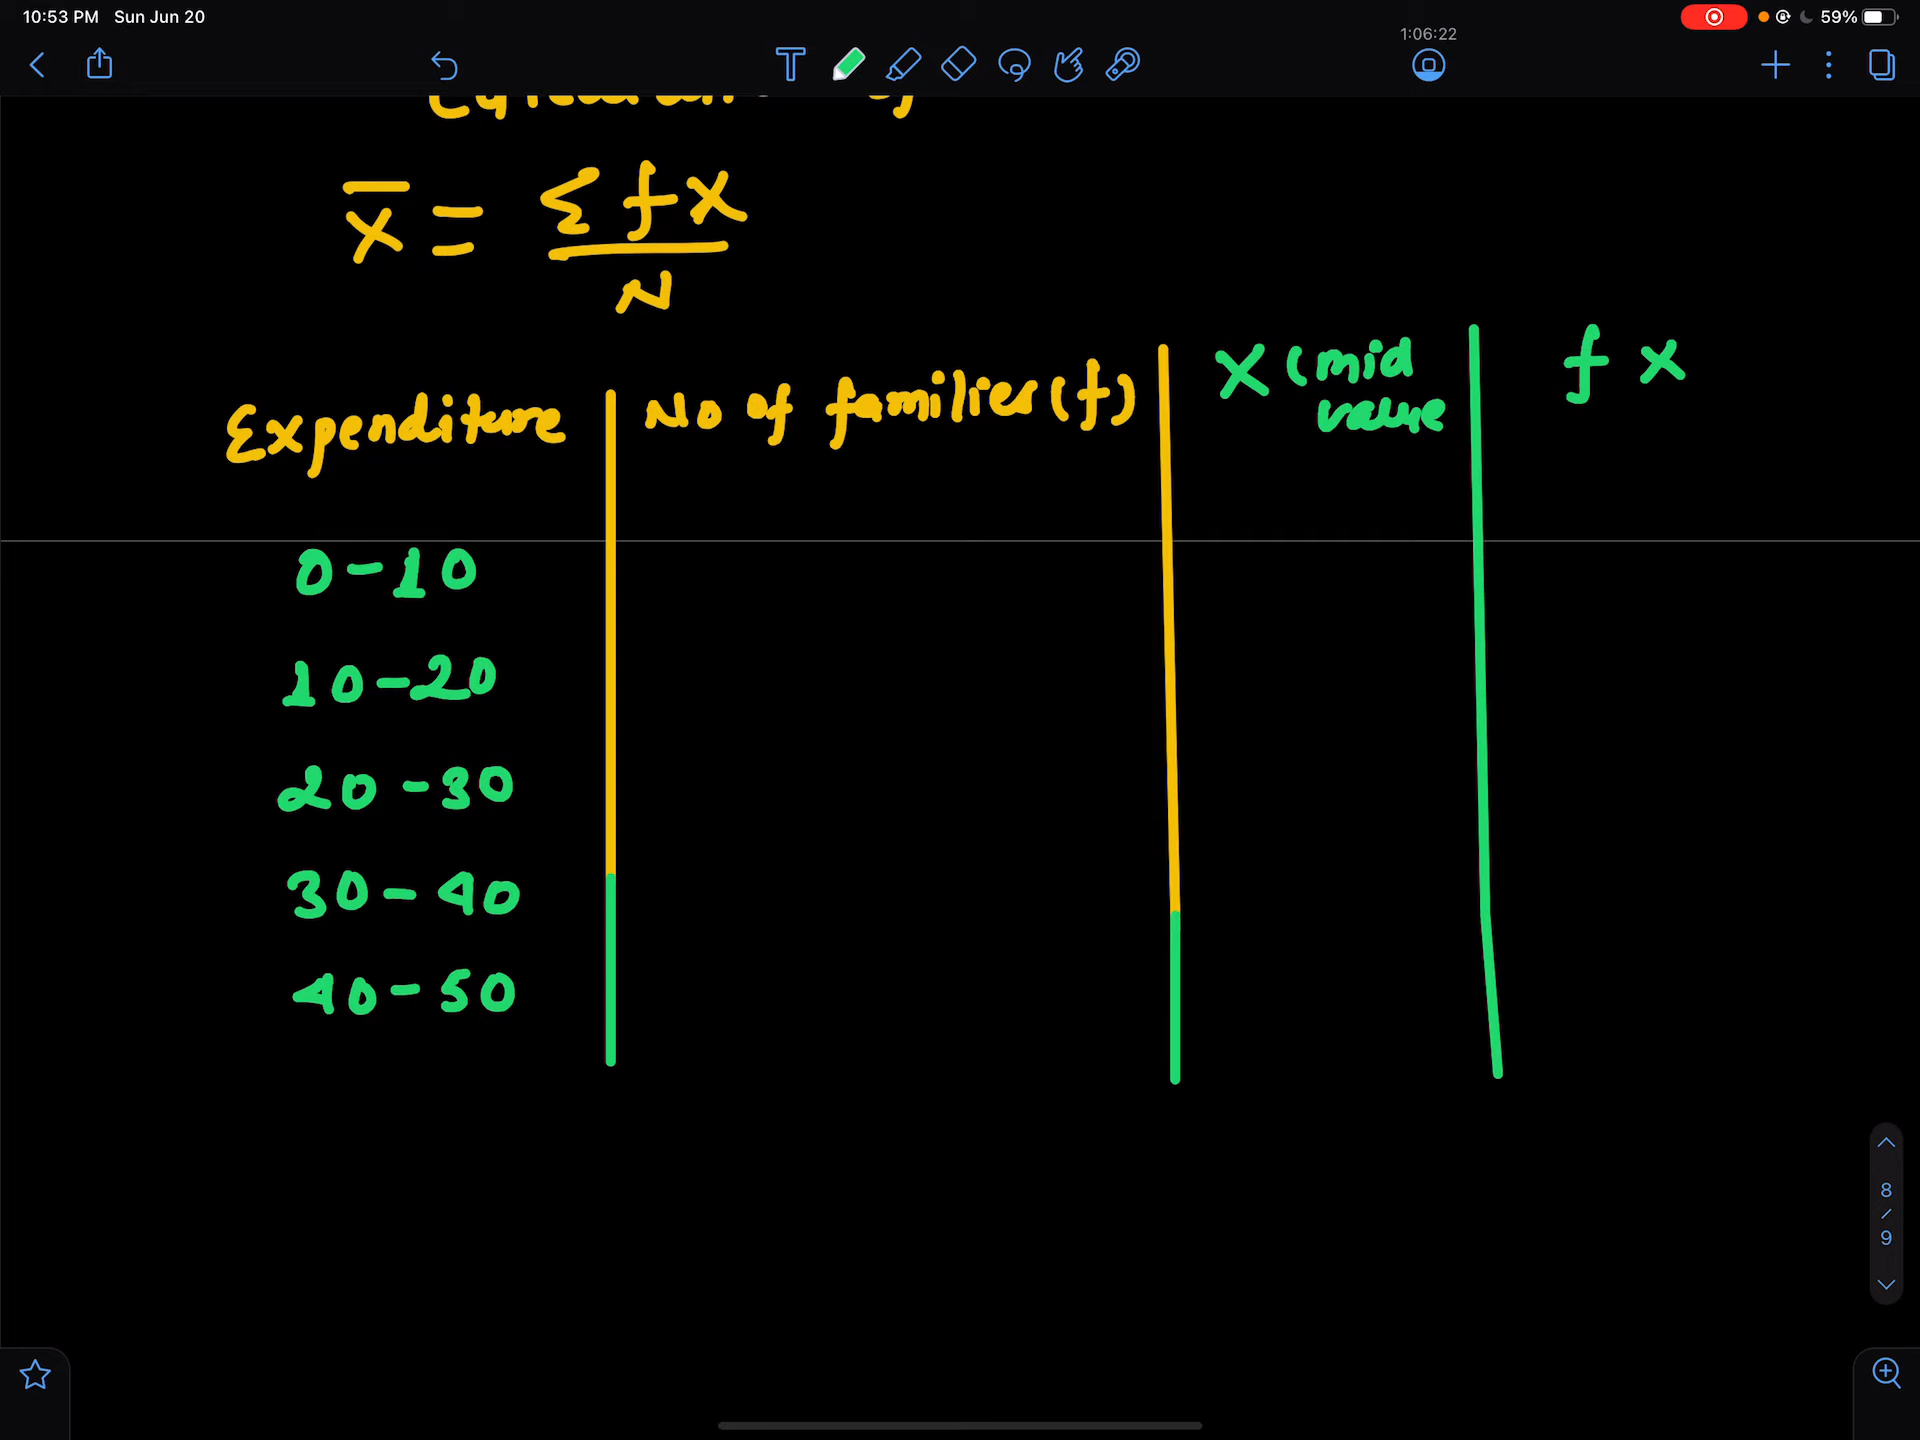 10:53 PM Sun Jun 20
59%
1:06:22
T
x̄ = Σ f x
N
Expenditure
No of families (f)
X (mid
value
f x
0-10
10-20
20-30
30-40
40-50
8
/
9